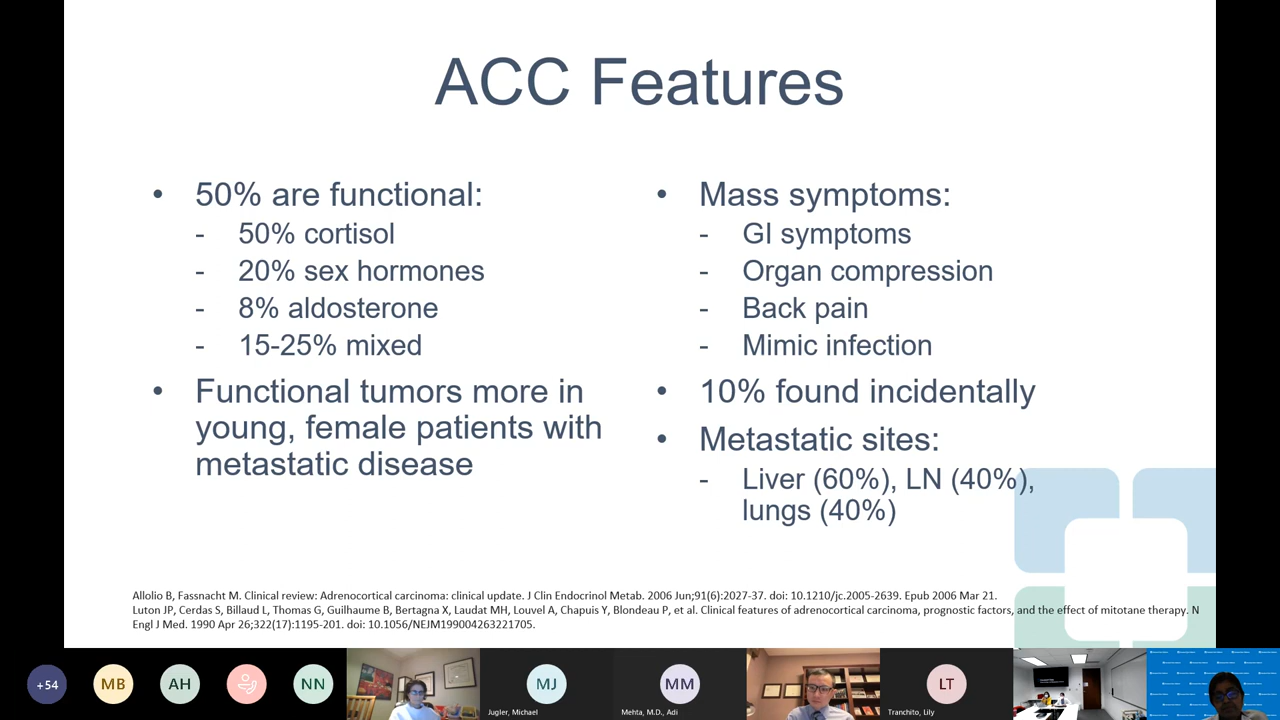 ACC Features
• 50% are functional:
- 50% cortisol
- 20% sex hormones
- 8% aldosterone
- 15-25% mixed
• Functional tumors more in
young, female patients with
metastatic disease
• Mass symptoms:
- GI symptoms
- Organ compression
- Back pain
- Mimic infection
• 10% found incidentally
• Metastatic sites:
- Liver (60%), LN (40%),
lungs (40%)
Allolio B, Fassnacht M. Clinical review: Adrenocortical carcinoma: clinical update. J Clin Endocrinol Metab. 2006 Jun;91(6):2027-37. doi: 10.1210/jc.2005-2639. Epub 2006 Mar 21.
Luton JP, Cerdas S, Billaud L, Thomas G, Guilhaume B, Bertagna X, Laudat MH, Louvel A, Chapuis Y, Blondeau P, et al. Clinical features of adrenocortical carcinoma, prognostic factors, and the effect of mitotane therapy. N
Engl J Med. 1990 Apr 26;322(17):1195-201. doi: 10.1056/NEJM199004263221705.
+54
MB
AH
NN
MJ
Jugler, Michael
MM
Mehta, M.D., Adi
LT
Tranchito, Lily